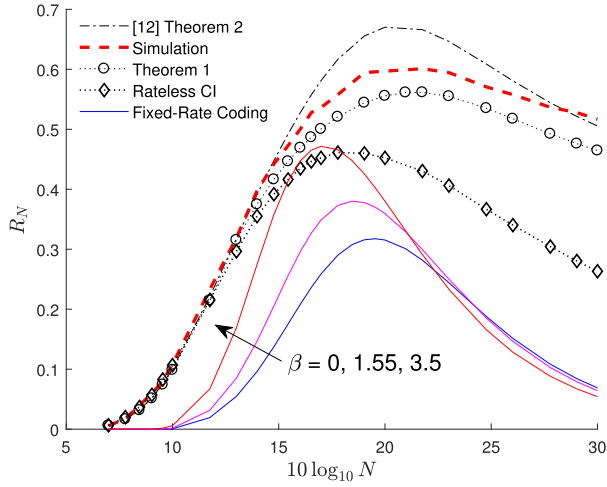 0.7
0.6
0.5
0.4
0.3
0.2
0.1
0
R_N
[12] Theorem 2
Simulation
Theorem 1
Rateless CI
Fixed-Rate Coding
β = 0, 1.55, 3.5
5 10 15 20 25 30
10 log₁₀ N